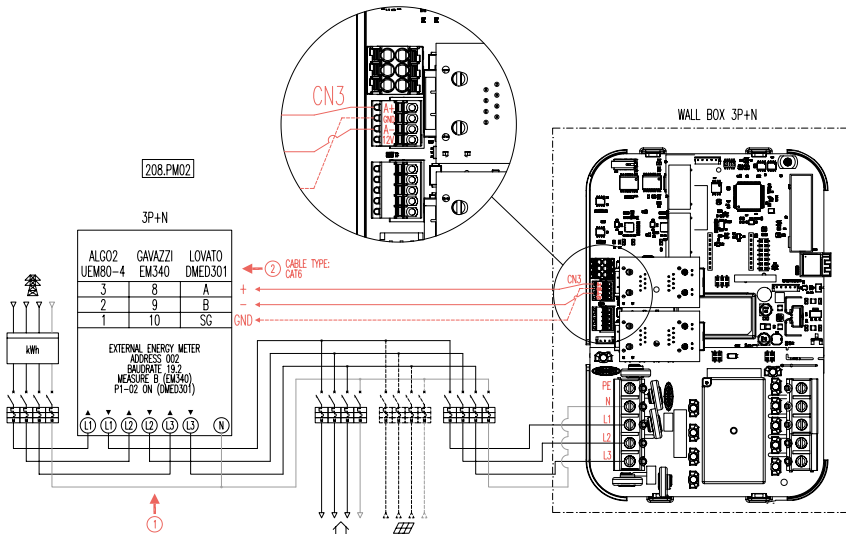 CN3
A+
GND
A-
12V
WALL BOX 3P+N
208.PM02
3P+N
ALGO2 GAVAZZI LOVATO
UEM80-4 EM340 DMED301
3 8 A +
2 9 B -
1 10 SG GND
2 CABLE TYPE:
CAT6
CN3
kWh
EXTERNAL ENERGY METER
ADDRESS 002
BAUDRATE 19.2
MEASURE B (EM340)
P1-02 ON (DMED301)
L1 L1 L2 L2 L3 L3 N
PE
N
L1
L2
L3
1